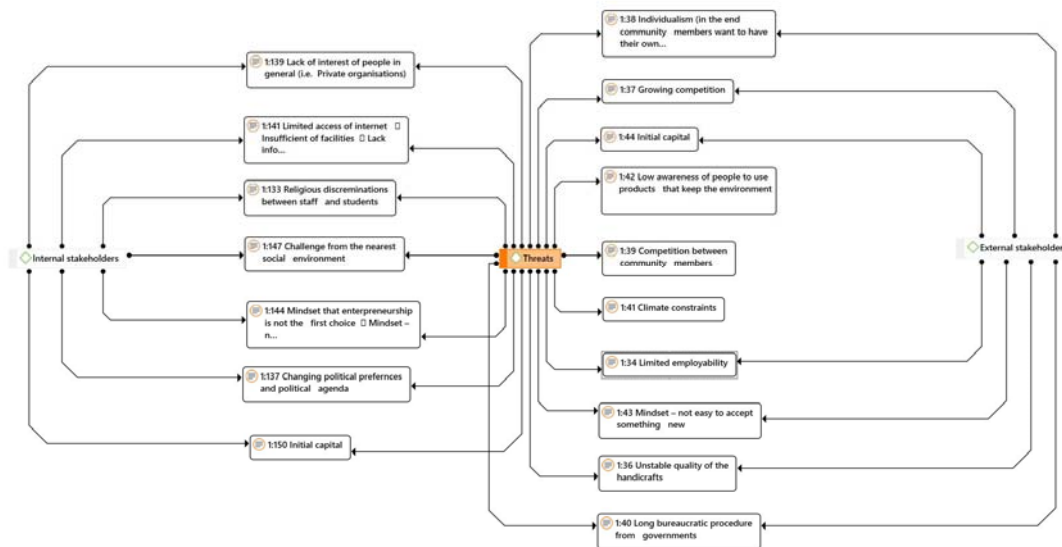 1:38 Individualism (in the end
community members want to have
their own...
1:139 Lack of interest of people in
general (i.e. Private organisations)
1:37 Growing competition
1:141 Limited access of internet ▯
Insufficient of facilities ▯ Lack
info...
1:44 Initial capital
1:42 Low awareness of people to use
products that keep the environment
1:133 Religious discreminations
between staff and students
Internal stakeholders
1:147 Challenge from the nearest
social environment
Threats
1:39 Competition between
community members
External stakeholder
1:144 Mindset that enterpreneurship
is not the first choice ▯ Mindset –
n...
1:41 Climate constraints
1:34 Limited employability
1:137 Changing political prefernces
and political agenda
1:43 Mindset – not easy to accept
something new
1:150 Initial capital
1:36 Unstable quality of the
handicrafts
1:40 Long bureaucratic procedure
from governments